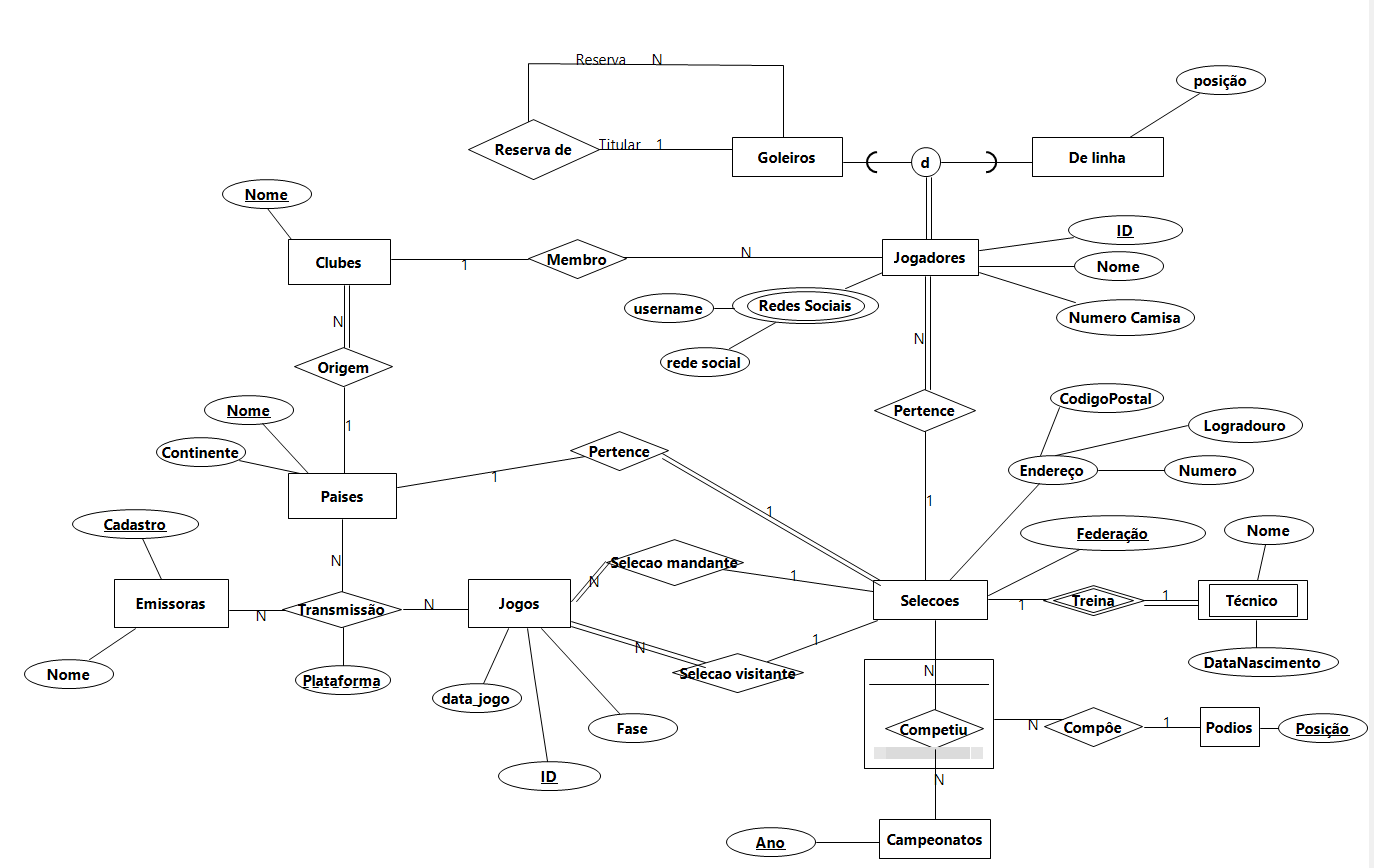 Reserva N
posição
Reserva de
Titular 1
Goleiros
d
De linha
Nome
ID
Clubes
1
Membro
N
Jogadores
Nome
username
Redes Sociais
Numero Camisa
N
N
rede social
Origem
CodigoPostal
Nome
Pertence
Logradouro
1
Continente
Pertence
1
Endereço
Numero
Paises
1
1
Cadastro
Federação
Nome
N
Selecao mandante
N
1
Emissoras
Jogos
Selecoes
1
Treina
1
Técnico
N
Transmissão
N
N
1
Nome
Plataforma
Selecao visitante
N
DataNascimento
data_jogo
Fase
Competiu
N
Compôe
1
Podios
Posição
ID
N
Campeonatos
Ano